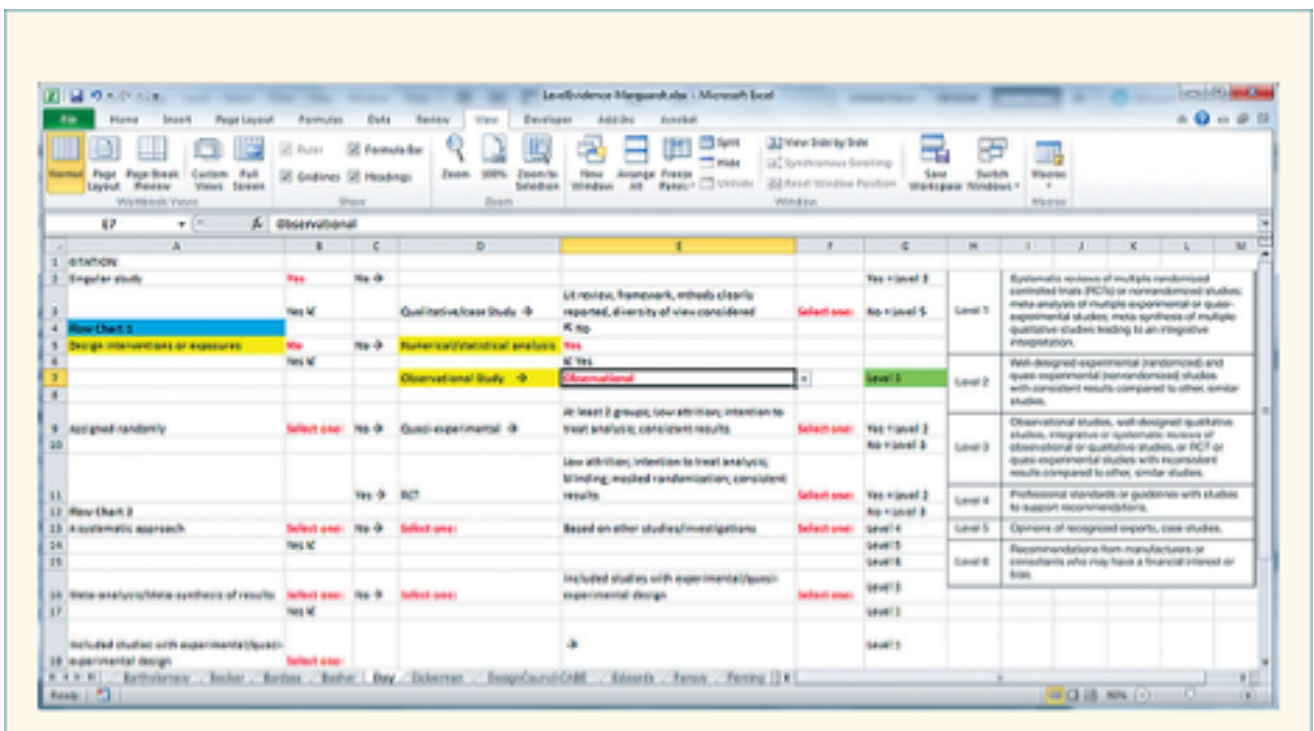 Microsoft Excel
File Home Insert Page Layout Formulas Data Review View Developer Add-Ins Acrobat
Normal Page Layout Page Break Preview Custom Views Full Screen
Ruler Formula Bar
Gridlines Headings
Zoom 100% Zoom to Selection
New Window Arrange All Freeze Panes
Split
Hide
Unhide
View Side by Side
Synchronous Scrolling
Reset Window Position
Save Workspace Switch Windows
Macros
Workbook Views Show Zoom Window Macros
E7 fx Observational
A B C D E F G H I J K L M
1 CITATION:
2 Singular study Yes No → Yes = Level 3
3 Yes Qualitative/case Study → Lit review, framework, methods clearly reported, diversity of view considered Select one: No = Level 5
4 Flow Chart 1 No
5 Design interventions or exposures No No → Numerical/statistical analysis Yes
6 Yes Yes
7 Observational Study → Observational Level 3
8
9 Assigned randomly Select one: No → Quasi-experimental → At least 2 groups; low attrition; intention to treat analysis; consistent results Select one: Yes = Level 2
10 No = Level 3
11 Yes → RCT Low attrition; intention to treat analysis; blinding; masked randomization; consistent results Select one: Yes = Level 2
12 Flow Chart 2 No = Level 3
13 A systematic approach Select one: No → Select one: Based on other studies/investigations Select one: Level 4
14 Yes Level 5
15 Level 6
16 Meta-analysis/Meta-synthesis of results Select one: No → Select one: Included studies with experimental/quasi-experimental design Select one: Level 3
17 Yes
18 Included studies with experimental/quasi-experimental design Select one: →
Level 1 Systematic reviews of multiple randomized
controlled trials (RCTs) or nonrandomized studies;
meta-analysis of multiple experimental or quasi-
experimental studies; meta synthesis of multiple
qualitative studies leading to an integrative
interpretation.
Level 2 Well-designed experimental (randomized) and
quasi-experimental (nonrandomized) studies
with consistent results compared to other, similar
studies.
Level 3 Observational studies, well-designed qualitative
studies, integrative or systematic reviews of
observational or qualitative studies, or RCT or
quasi-experimental studies with inconsistent
results compared to other, similar studies.
Level 4 Professional standards or guidelines with studies
to support recommendations.
Level 5 Opinions of recognized experts, case studies.
Level 6 Recommendations from manufacturers or
consultants who may have a financial interest or
bias.
Bartholomew Becker Day Dickerman DesignCouncil-CABE Edwards Fleming
Ready 90%